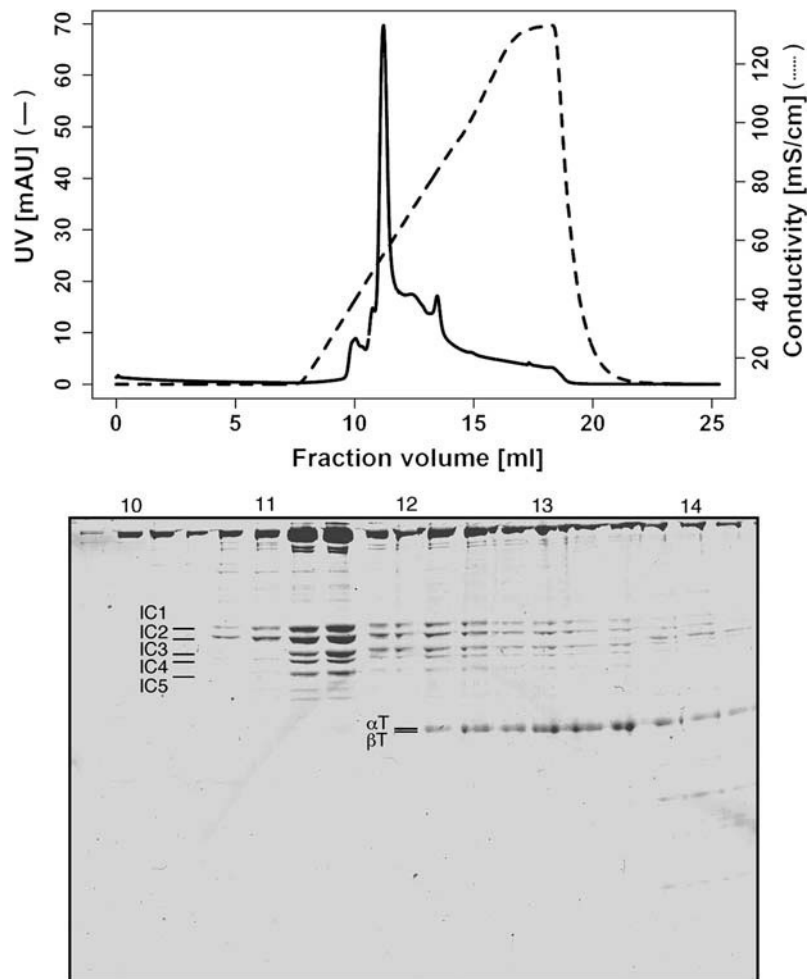 70
60
50
40
30
20
10
0
UV [mAU] (—)
120
100
80
60
40
20
Conductivity [mS/cm] (......)
0
5
10
15
20
25
Fraction volume [ml]
10
11
12
13
14
IC1
IC2
IC3
IC4
IC5
αT
βT